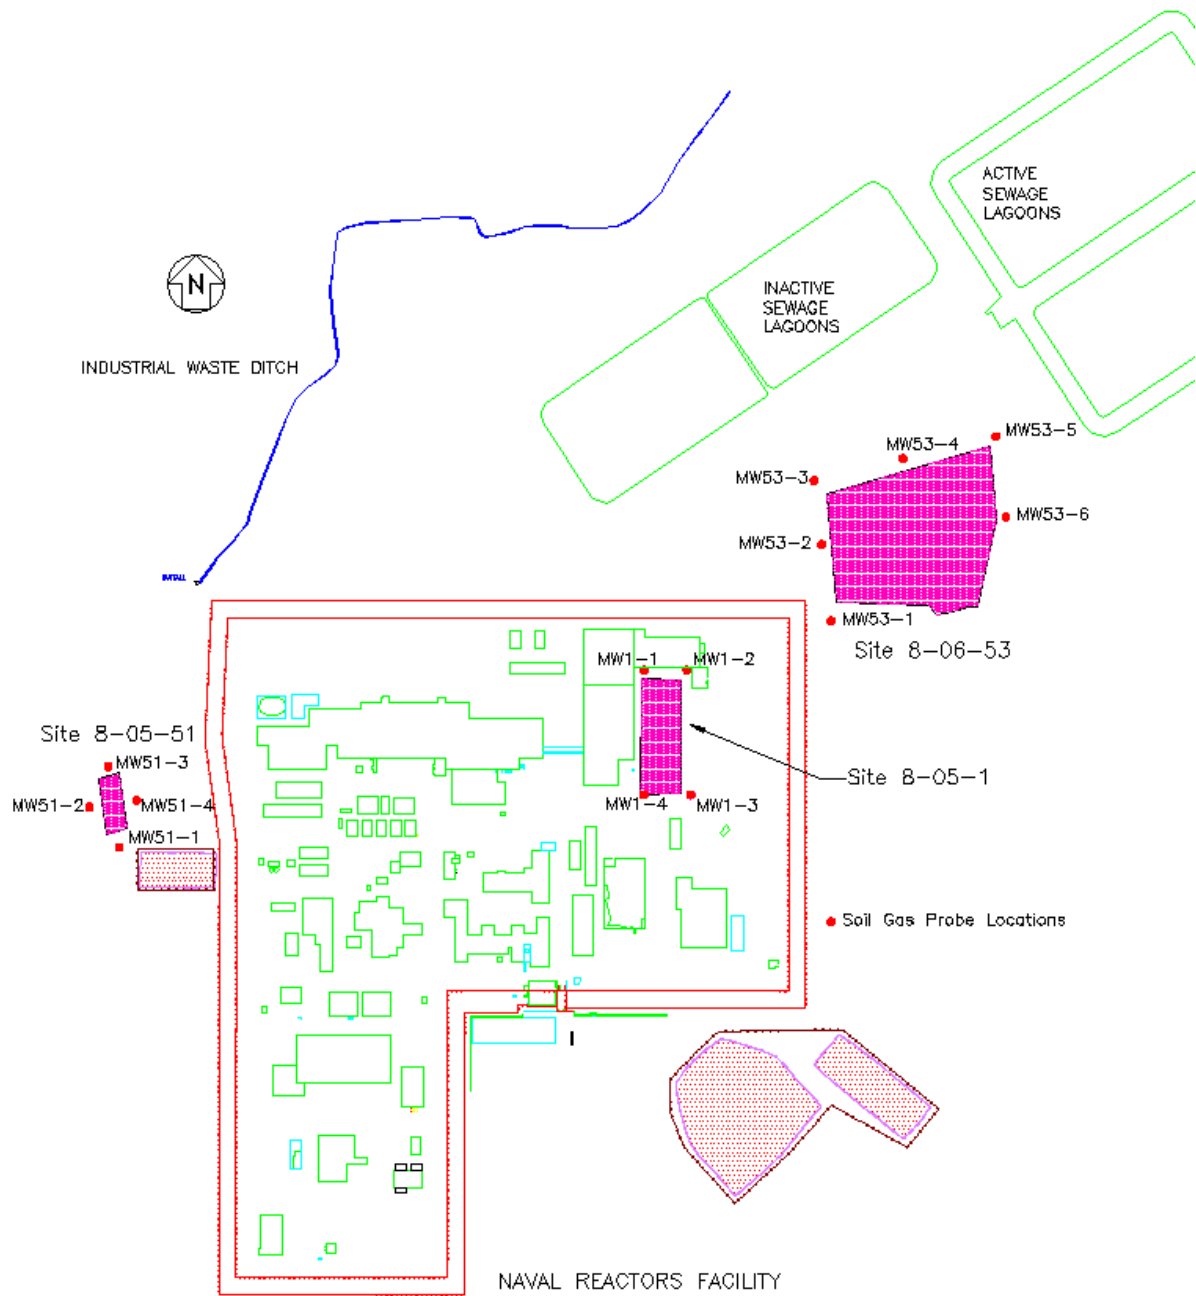 ACTIVE
SEWAGE
LAGOONS
INACTIVE
SEWAGE
LAGOONS
N
INDUSTRIAL WASTE DITCH
MW53-5
MW53-4
MW53-3
MW53-6
MW53-2
MW53-1
Site 8-06-53
MW1-1
MW1-2
Site 8-05-51
MW51-3
Site 8-05-1
MW51-2
MW51-4
MW1-4
MW1-3
MW51-1
Soil Gas Probe Locations
NAVAL REACTORS FACILITY